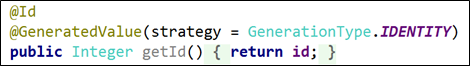 @Id
@GeneratedValue(strategy = GenerationType.IDENTITY)
public Integer getId() { return id; }